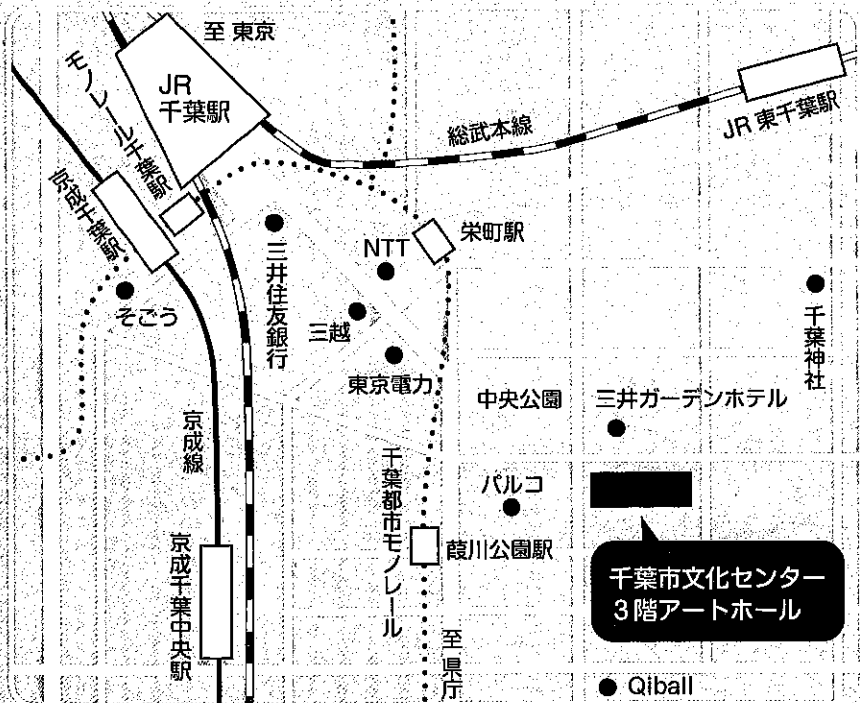 至 東京
JR
千葉駅
モノレール千葉駅
京成千葉駅
総武本線
JR 東千葉駅
栄町駅
NTT
三井住友銀行
そごう
三越
東京電力
千葉神社
中央公園
三井ガーデンホテル
京成線
千葉都市モノレール
パルコ
葭川公園駅
京成千葉中央駅
千葉市文化センター
3階アートホール
至 県庁
Qiball